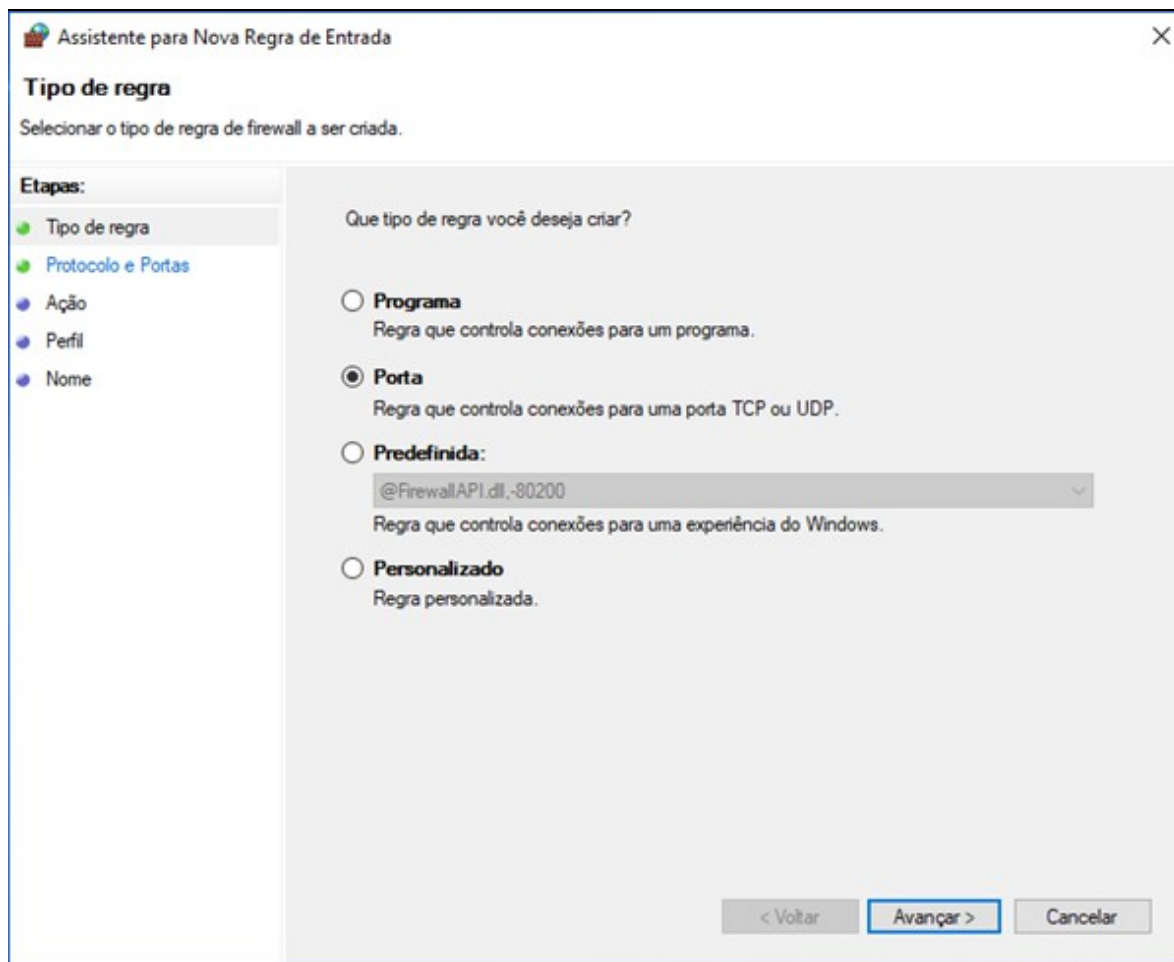 Assistente para Nova Regra de Entrada
Tipo de regra
Selecionar o tipo de regra de firewall a ser criada.
Etapas:
Tipo de regra
Protocolo e Portas
Ação
Perfil
Nome
Que tipo de regra você deseja criar?
Programa
Regra que controla conexões para um programa.
Porta
Regra que controla conexões para uma porta TCP ou UDP.
Predefinida:
@FirewallAPI.dll,-80200
Regra que controla conexões para uma experiência do Windows.
Personalizado
Regra personalizada.
< Voltar
Avançar >
Cancelar